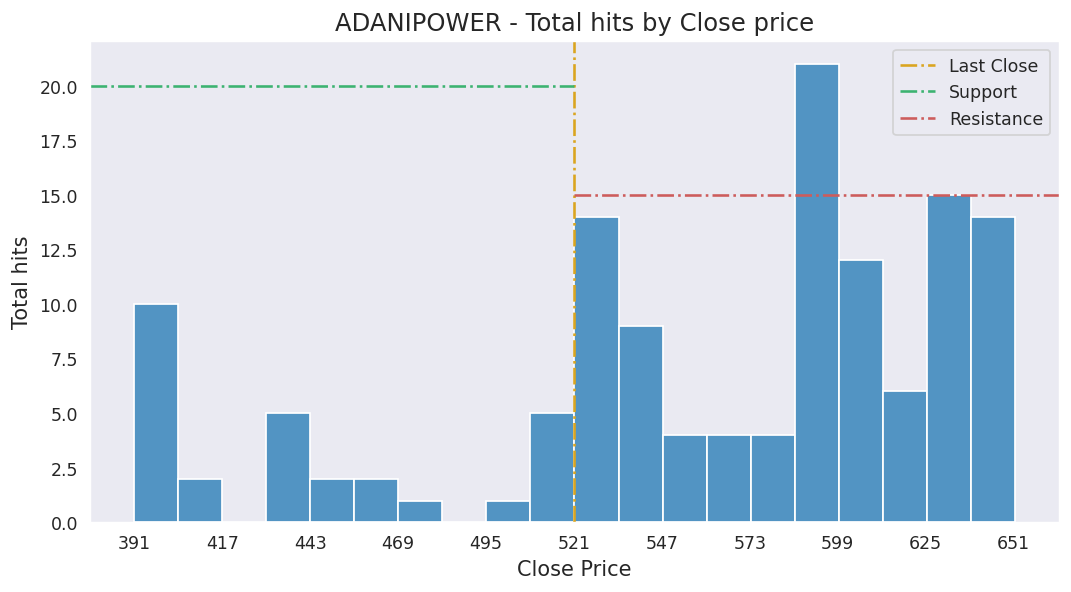 ADANIPOWER - Total hits by Close price
Last Close
Support
Resistance
Total hits
20.0
17.5
15.0
12.5
10.0
7.5
5.0
2.5
0.0
391 417 443 469 495 521 547 573 599 625 651
Close Price